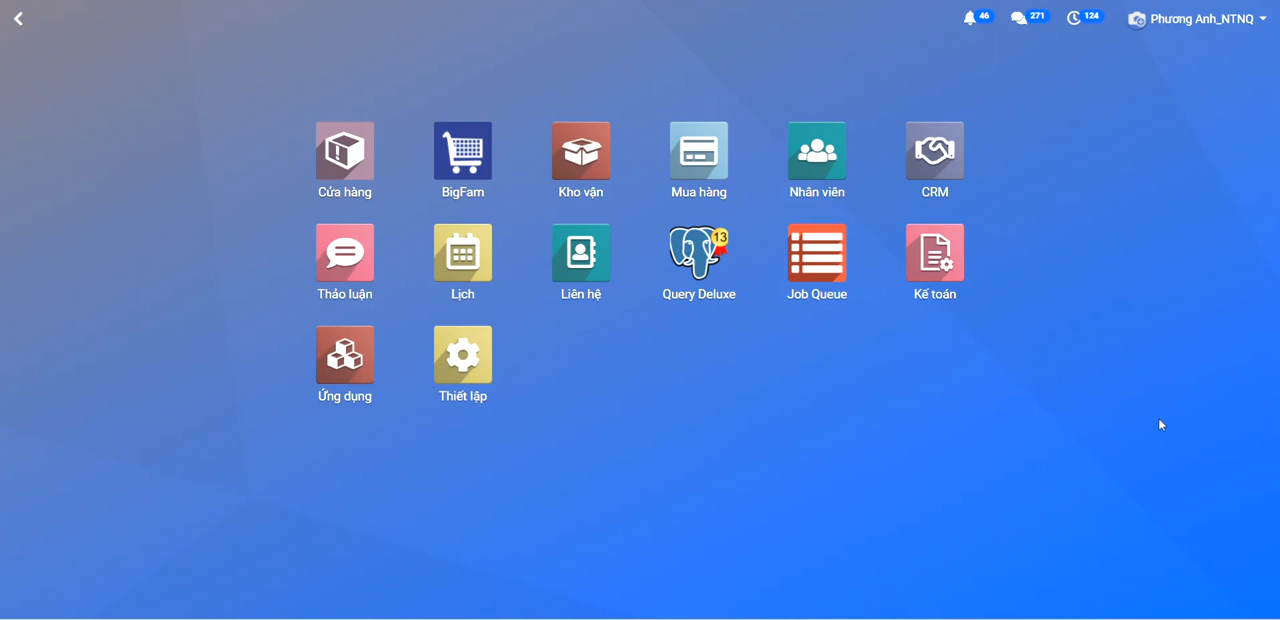 46 271 124 Phương Anh_NTNQ
Cửa hàng BigFam Kho vận Mua hàng Nhân viên CRM
13
Thảo luận Lịch Liên hệ Query Deluxe Job Queue Kế toán
Ứng dụng Thiết lập